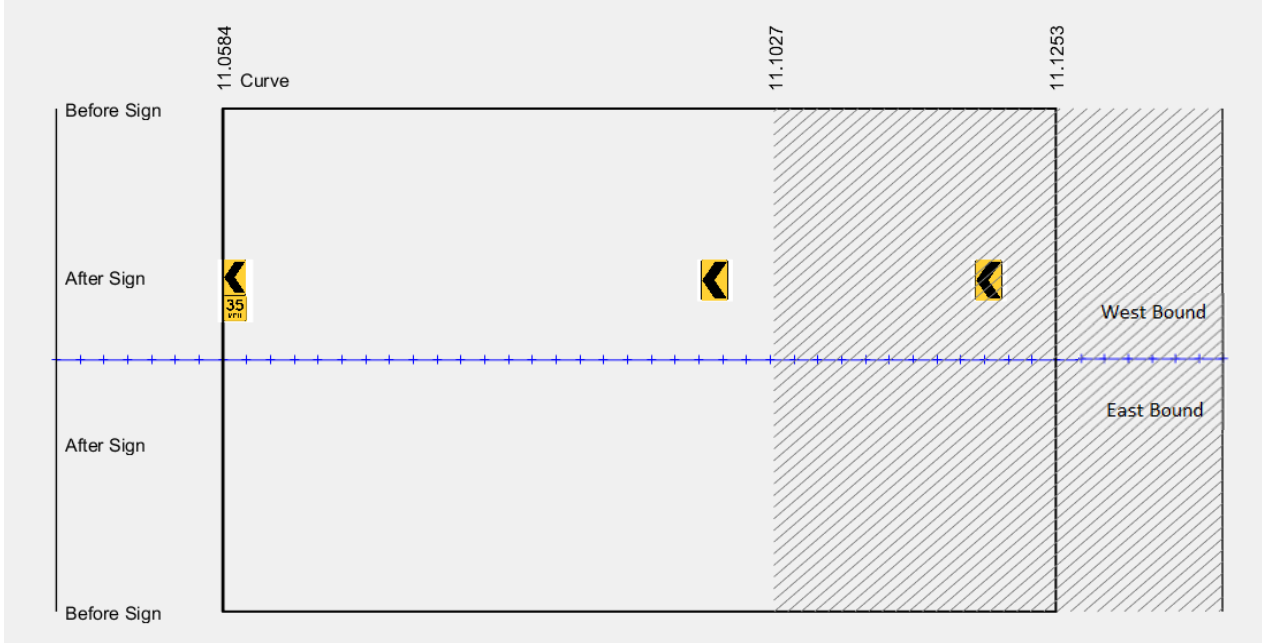 11.0584
11.1027
11.1253
Curve
Before Sign
After Sign
35
West Bound
East Bound
After Sign
Before Sign